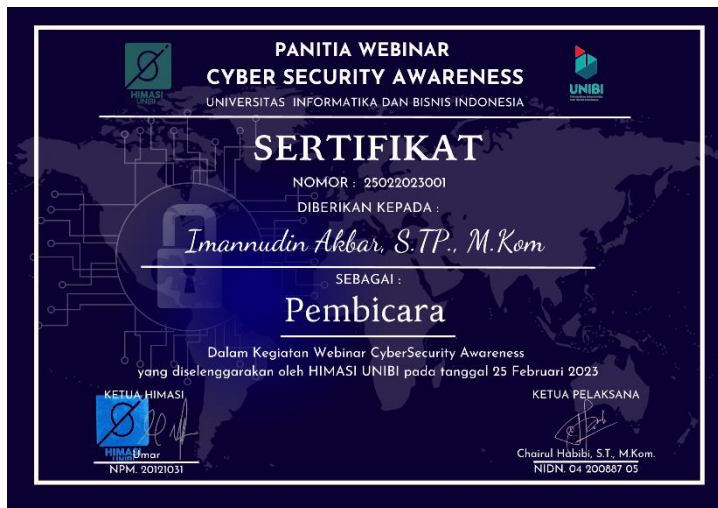 PANITIA WEBINAR
CYBER SECURITY AWARENESS
UNIVERSITAS INFORMATIKA DAN BISNIS INDONESIA
HIMASI
UNIBI
UNIBI
SERTIFIKAT
NOMOR : 25022023001
DIBERIKAN KEPADA :
Imannudin Akbar, S.TP., M.Kom
SEBAGAI :
Pembicara
Dalam Kegiatan Webinar CyberSecurity Awareness
yang diselenggarakan oleh HIMASI UNIBI pada tanggal 25 Februari 2023
KETUA HIMASI
HIMASI
UNIBI
Umar
NPM. 20121031
KETUA PELAKSANA
Chairul Habibi, S.T., M.Kom.
NIDN. 04 200887 05